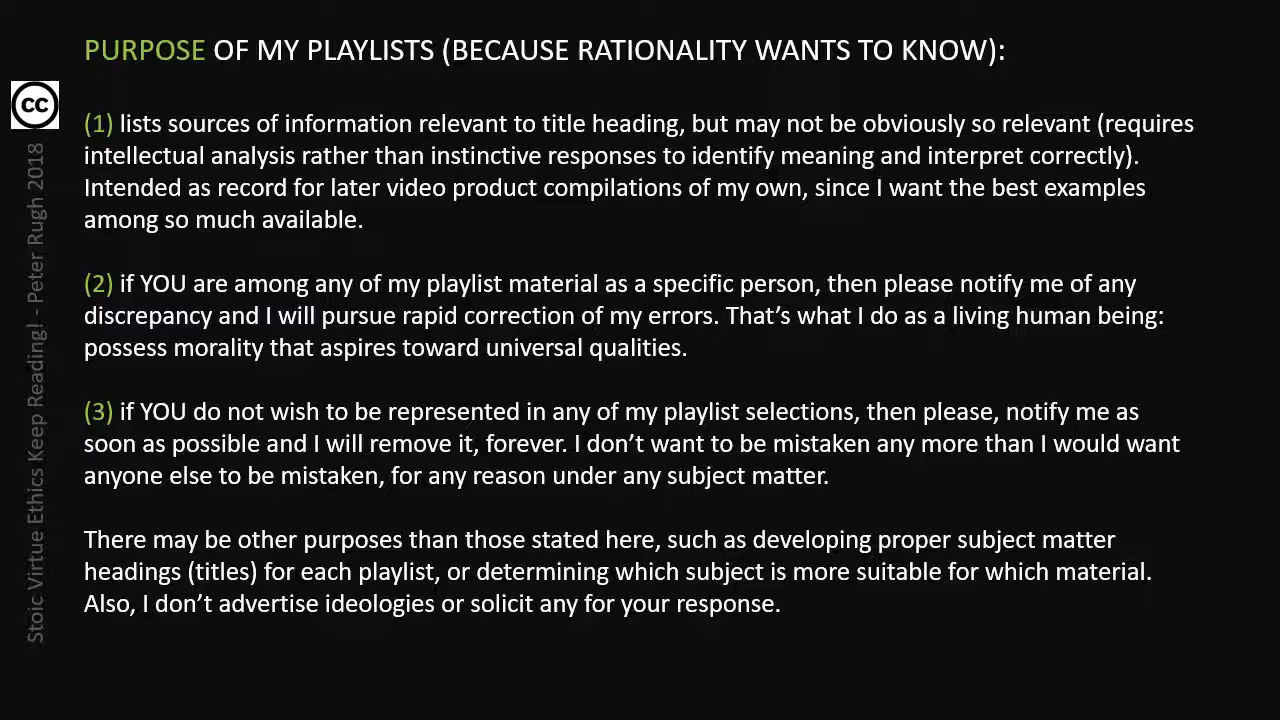 PURPOSE OF MY PLAYLISTS (BECAUSE RATIONALITY WANTS TO KNOW):
(1) lists sources of information relevant to title heading, but may not be obviously so relevant (requires
intellectual analysis rather than instinctive responses to identify meaning and interpret correctly).
Intended as record for later video product compilations of my own, since I want the best examples
among so much available.
(2) if YOU are among any of my playlist material as a specific person, then please notify me of any
discrepancy and I will pursue rapid correction of my errors. That’s what I do as a living human being:
possess morality that aspires toward universal qualities.
(3) if YOU do not wish to be represented in any of my playlist selections, then please, notify me as
soon as possible and I will remove it, forever. I don’t want to be mistaken any more than I would want
anyone else to be mistaken, for any reason under any subject matter.
There may be other purposes than those stated here, such as developing proper subject matter
headings (titles) for each playlist, or determining which subject is more suitable for which material.
Also, I don’t advertise ideologies or solicit any for your response.
cc
Stoic Virtue Ethics Keep Reading! - Peter Rugh 2018